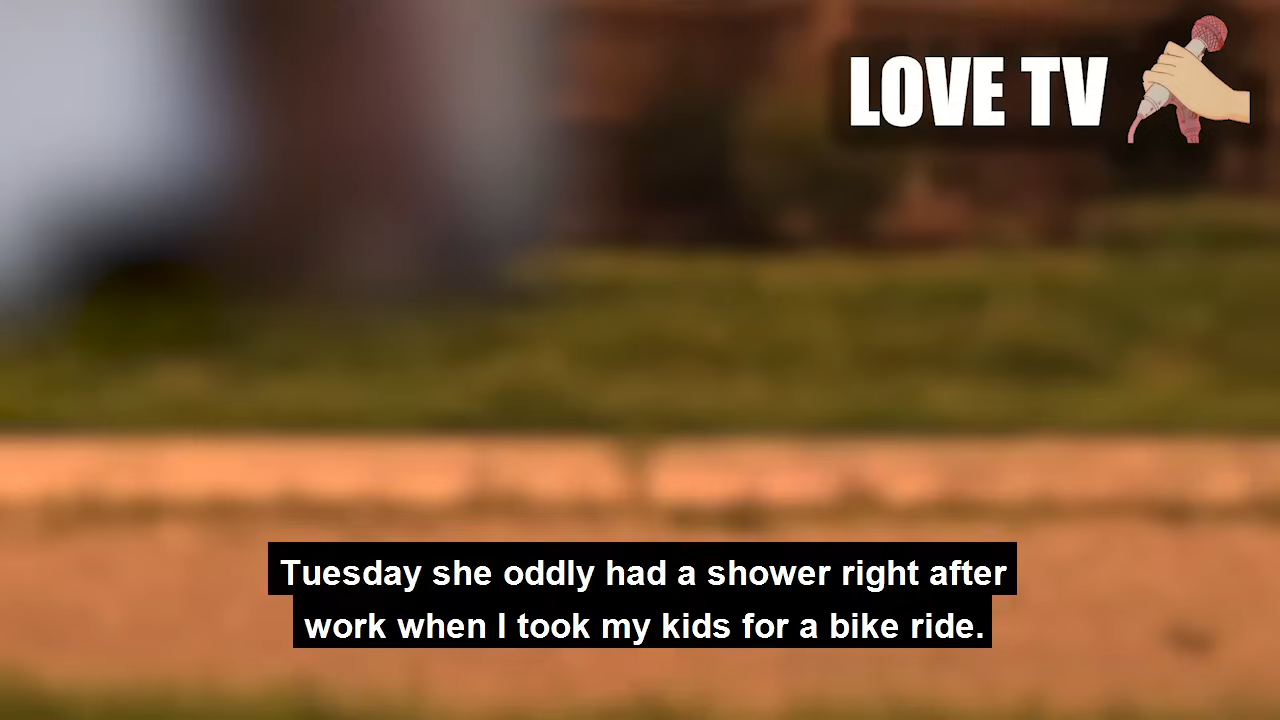 LOVE TV
Tuesday she oddly had a shower right after
work when I took my kids for a bike ride.